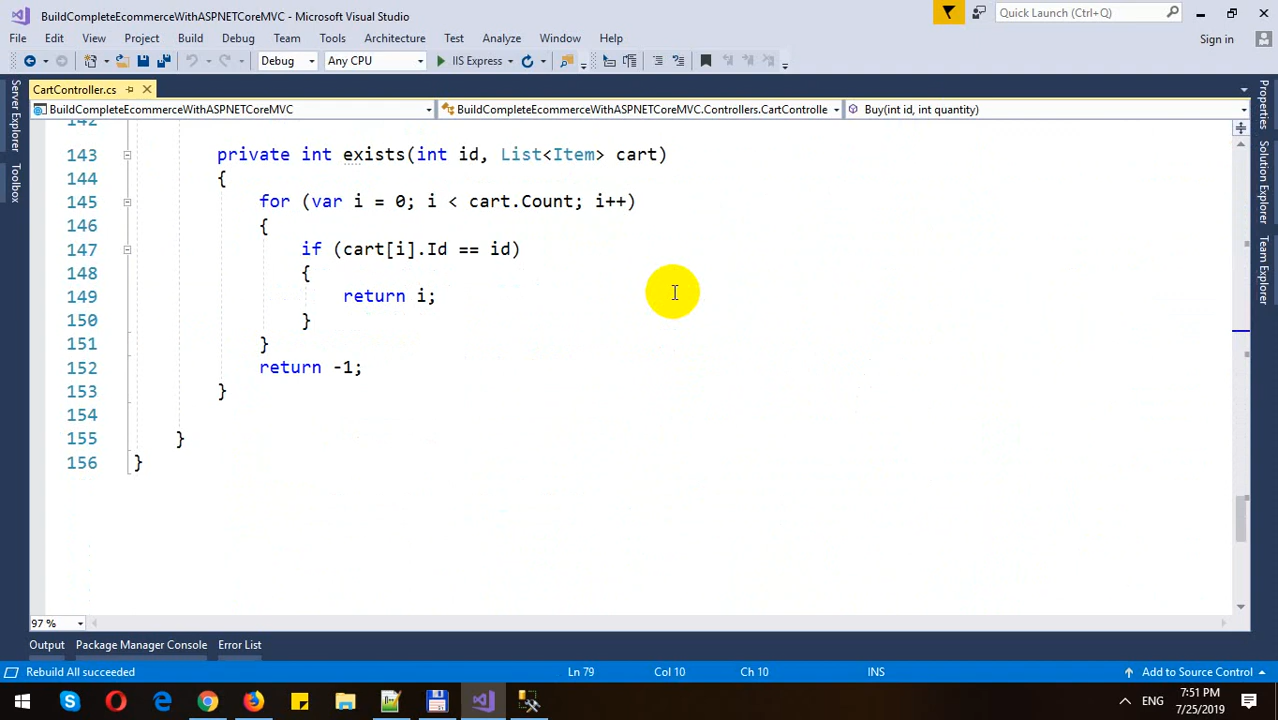 BuildCompleteEcommerceWithASPNETCoreMVC - Microsoft Visual Studio
Quick Launch (Ctrl+Q)
File Edit View Project Build Debug Team Tools Architecture Test Analyze Window Help
Sign in
Debug Any CPU IIS Express
CartController.cs
BuildCompleteEcommerceWithASPNETCoreMVC BuildCompleteEcommerceWithASPNETCoreMVC.Controllers.CartControlle Buy(int id, int quantity)
Server Explorer
Toolbox
Properties
Solution Explorer
Team Explorer
142
143 private int exists(int id, List<Item> cart)
144 {
145 for (var i = 0; i < cart.Count; i++)
146 {
147 if (cart[i].Id == id)
148 {
149 return i;
150 }
151 }
152 return -1;
153 }
154
155 }
156 }
97 %
Output Package Manager Console Error List
Rebuild All succeeded Ln 79 Col 10 Ch 10 INS Add to Source Control
ENG
7:51 PM
7/25/2019